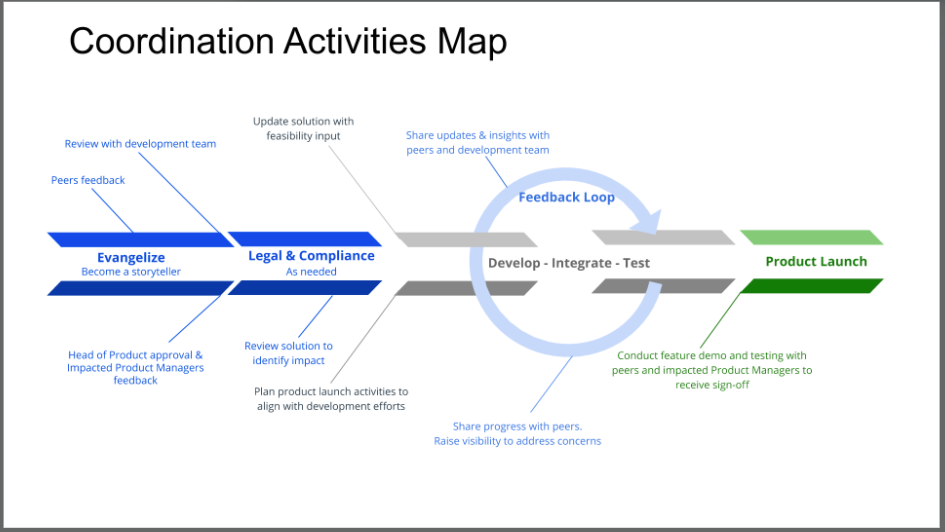 Coordination Activities Map
Update solution with
feasibility input
Share updates & insights with
peers and development team
Review with development team
Peers feedback
Feedback Loop
Evangelize
Become a storyteller
Legal & Compliance
As needed
Develop - Integrate - Test
Product Launch
Head of Product approval &
Impacted Product Managers
feedback
Review solution to
identify impact
Plan product launch activities to
align with development efforts
Conduct feature demo and testing with
peers and impacted Product Managers to
receive sign-off
Share progress with peers.
Raise visibility to address concerns